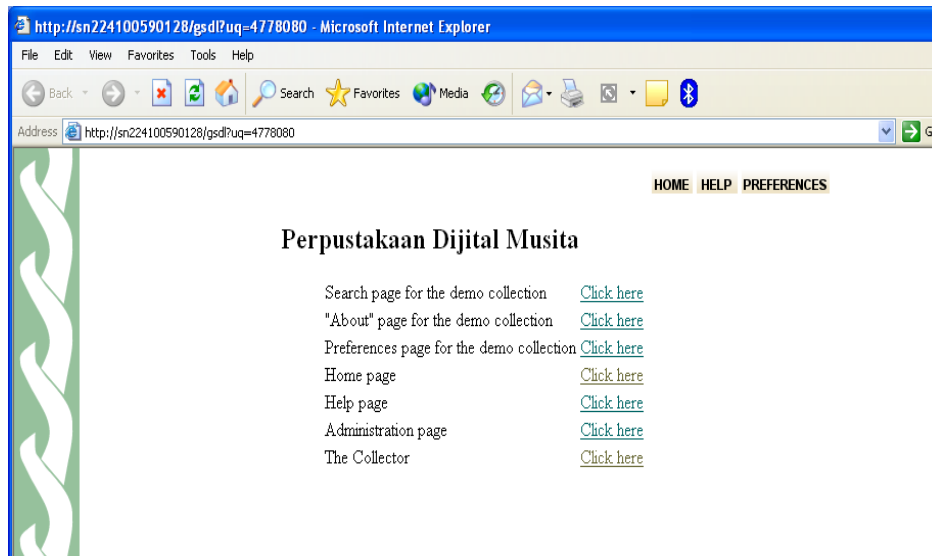 http://sn224100590128/gsdl?uq=4778080 - Microsoft Internet Explorer
File Edit View Favorites Tools Help
Back Search Favorites Media
Address http://sn224100590128/gsdl?uq=4778080 G
HOME HELP PREFERENCES
Perpustakaan Dijital Musita
Search page for the demo collection Click here
"About" page for the demo collection Click here
Preferences page for the demo collection Click here
Home page Click here
Help page Click here
Administration page Click here
The Collector Click here